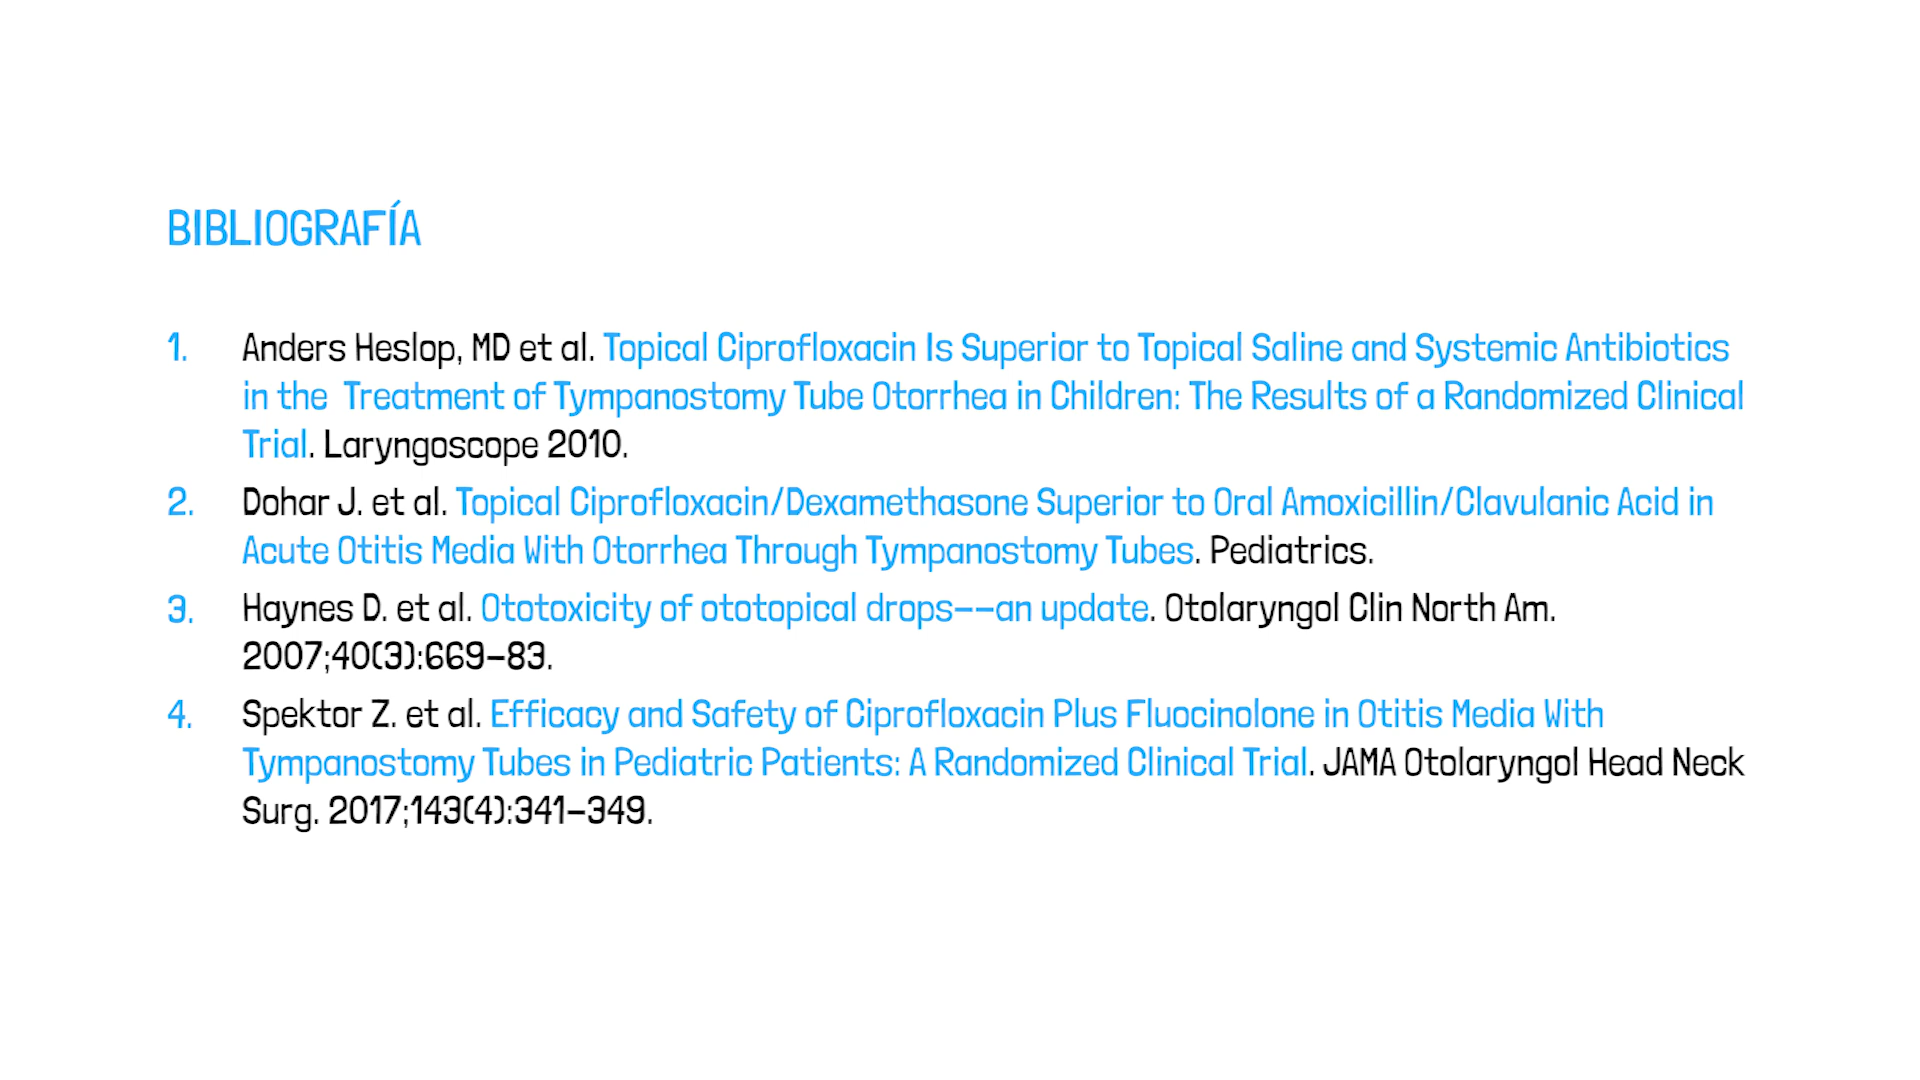 BIBLIOGRAFÍA
1. Anders Heslop, MD et al. Topical Ciprofloxacin Is Superior to Topical Saline and Systemic Antibiotics
in the Treatment of Tympanostomy Tube Otorrhea in Children: The Results of a Randomized Clinical
Trial. Laryngoscope 2010.
2. Dohar J. et al. Topical Ciprofloxacin/Dexamethasone Superior to Oral Amoxicillin/Clavulanic Acid in
Acute Otitis Media With Otorrhea Through Tympanostomy Tubes. Pediatrics.
3. Haynes D. et al. Ototoxicity of ototopical drops--an update. Otolaryngol Clin North Am.
2007;40(3):669–83.
4. Spektor Z. et al. Efficacy and Safety of Ciprofloxacin Plus Fluocinolone in Otitis Media With
Tympanostomy Tubes in Pediatric Patients: A Randomized Clinical Trial. JAMA Otolaryngol Head Neck
Surg. 2017;143(4):341–349.